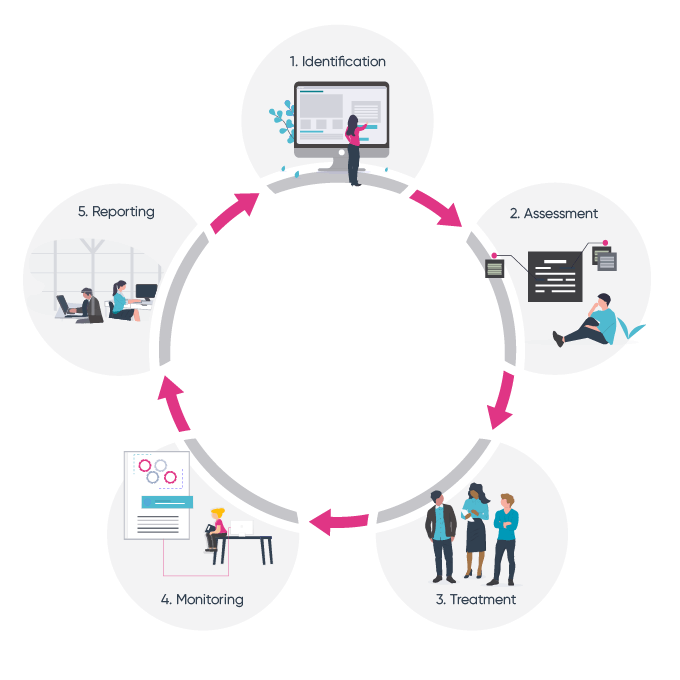 1. Identification
2. Assessment
3. Treatment
4. Monitoring
5. Reporting